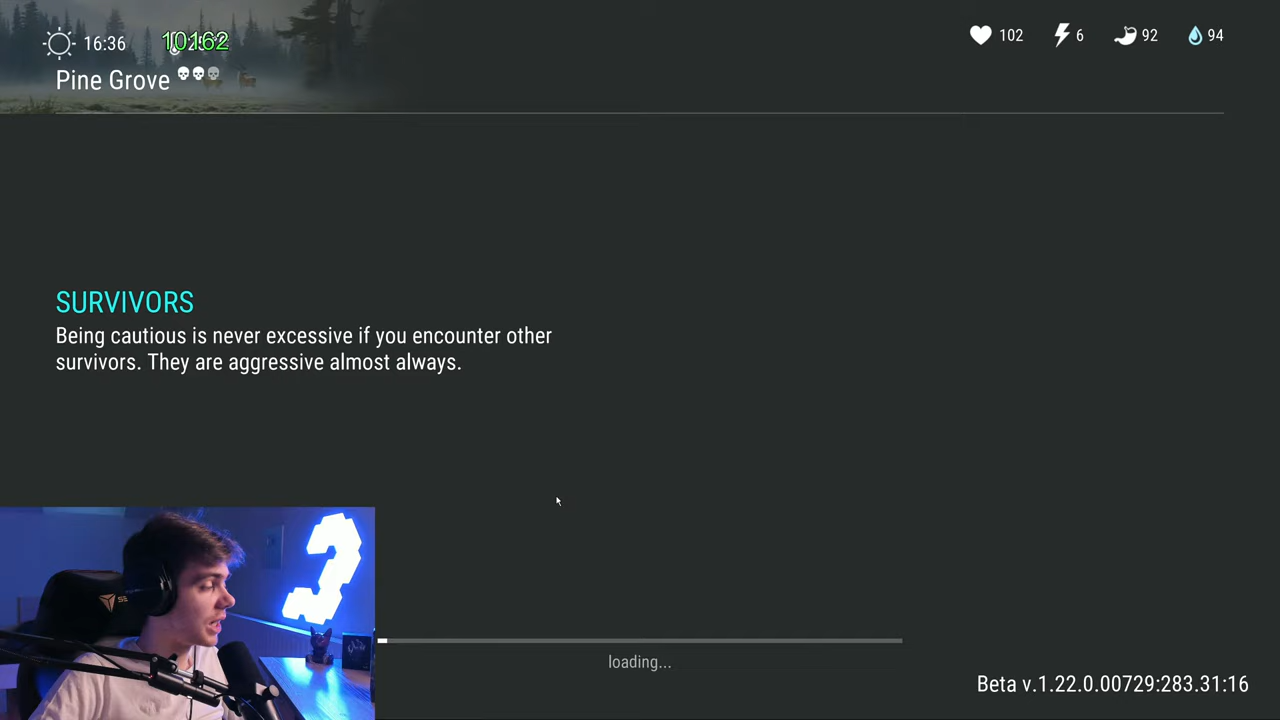 16:36
10162
102
6
92
94
Pine Grove
SURVIVORS
Being cautious is never excessive if you encounter other
survivors. They are aggressive almost always.
loading...
Beta v.1.22.0.00729:283.31:16